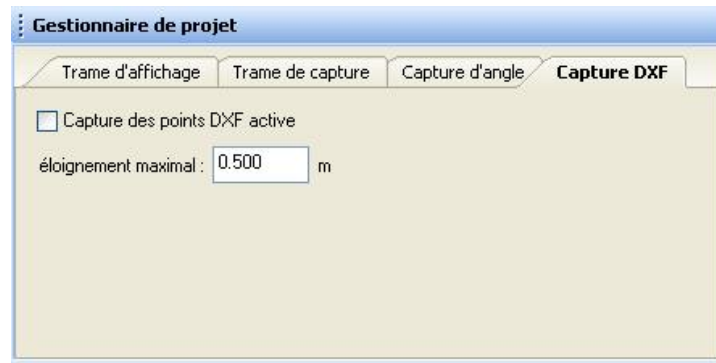 Gestionnaire de projet
Trame d'affichage Trame de capture Capture d'angle Capture DXF
Capture des points DXF active
éloignement maximal : 0.500 m